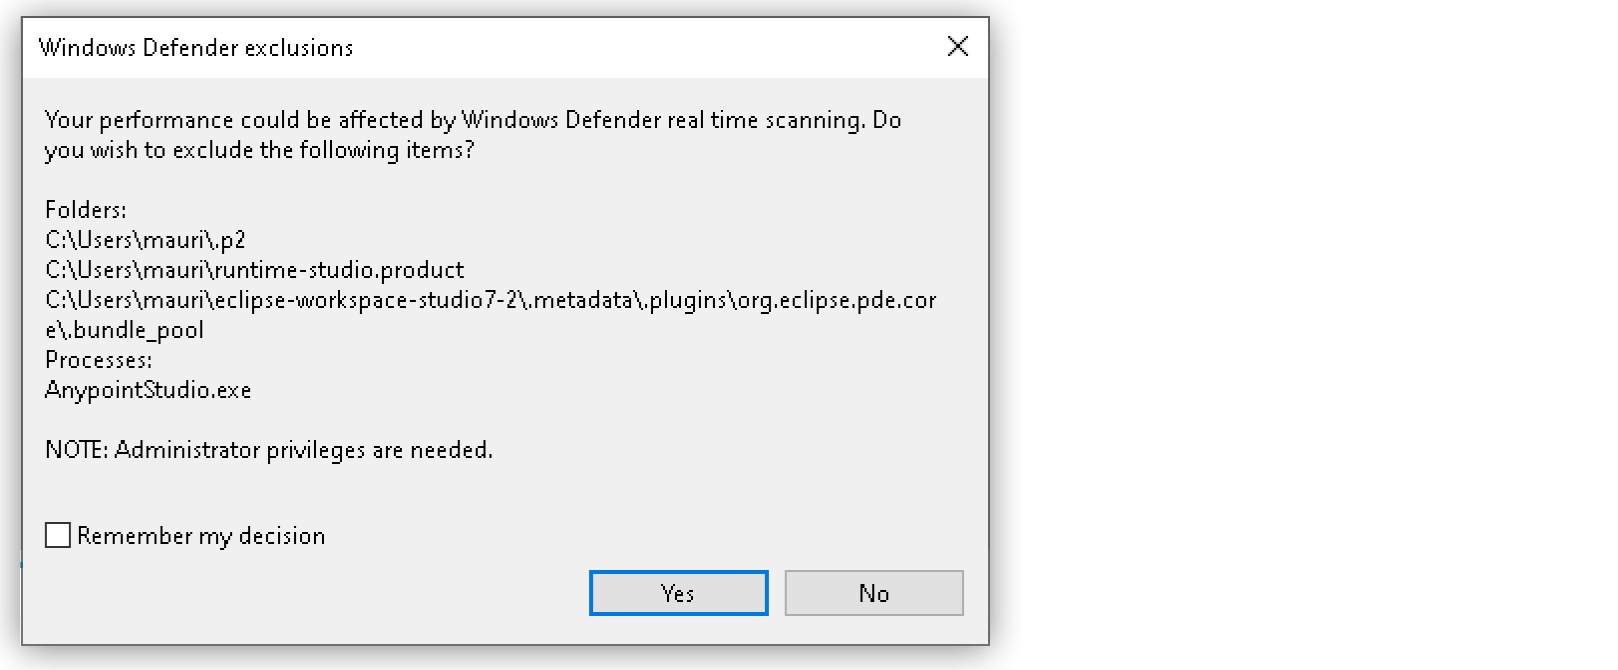 Windows Defender exclusions
Your performance could be affected by Windows Defender real time scanning. Do
you wish to exclude the following items?
Folders:
C:\Users\mauri\.p2
C:\Users\mauri\runtime-studio.product
C:\Users\mauri\eclipse-workspace-studio7-2\.metadata\.plugins\org.eclipse.pde.cor
e\.bundle_pool
Processes:
AnypointStudio.exe
NOTE: Administrator privileges are needed.
Remember my decision
Yes
No